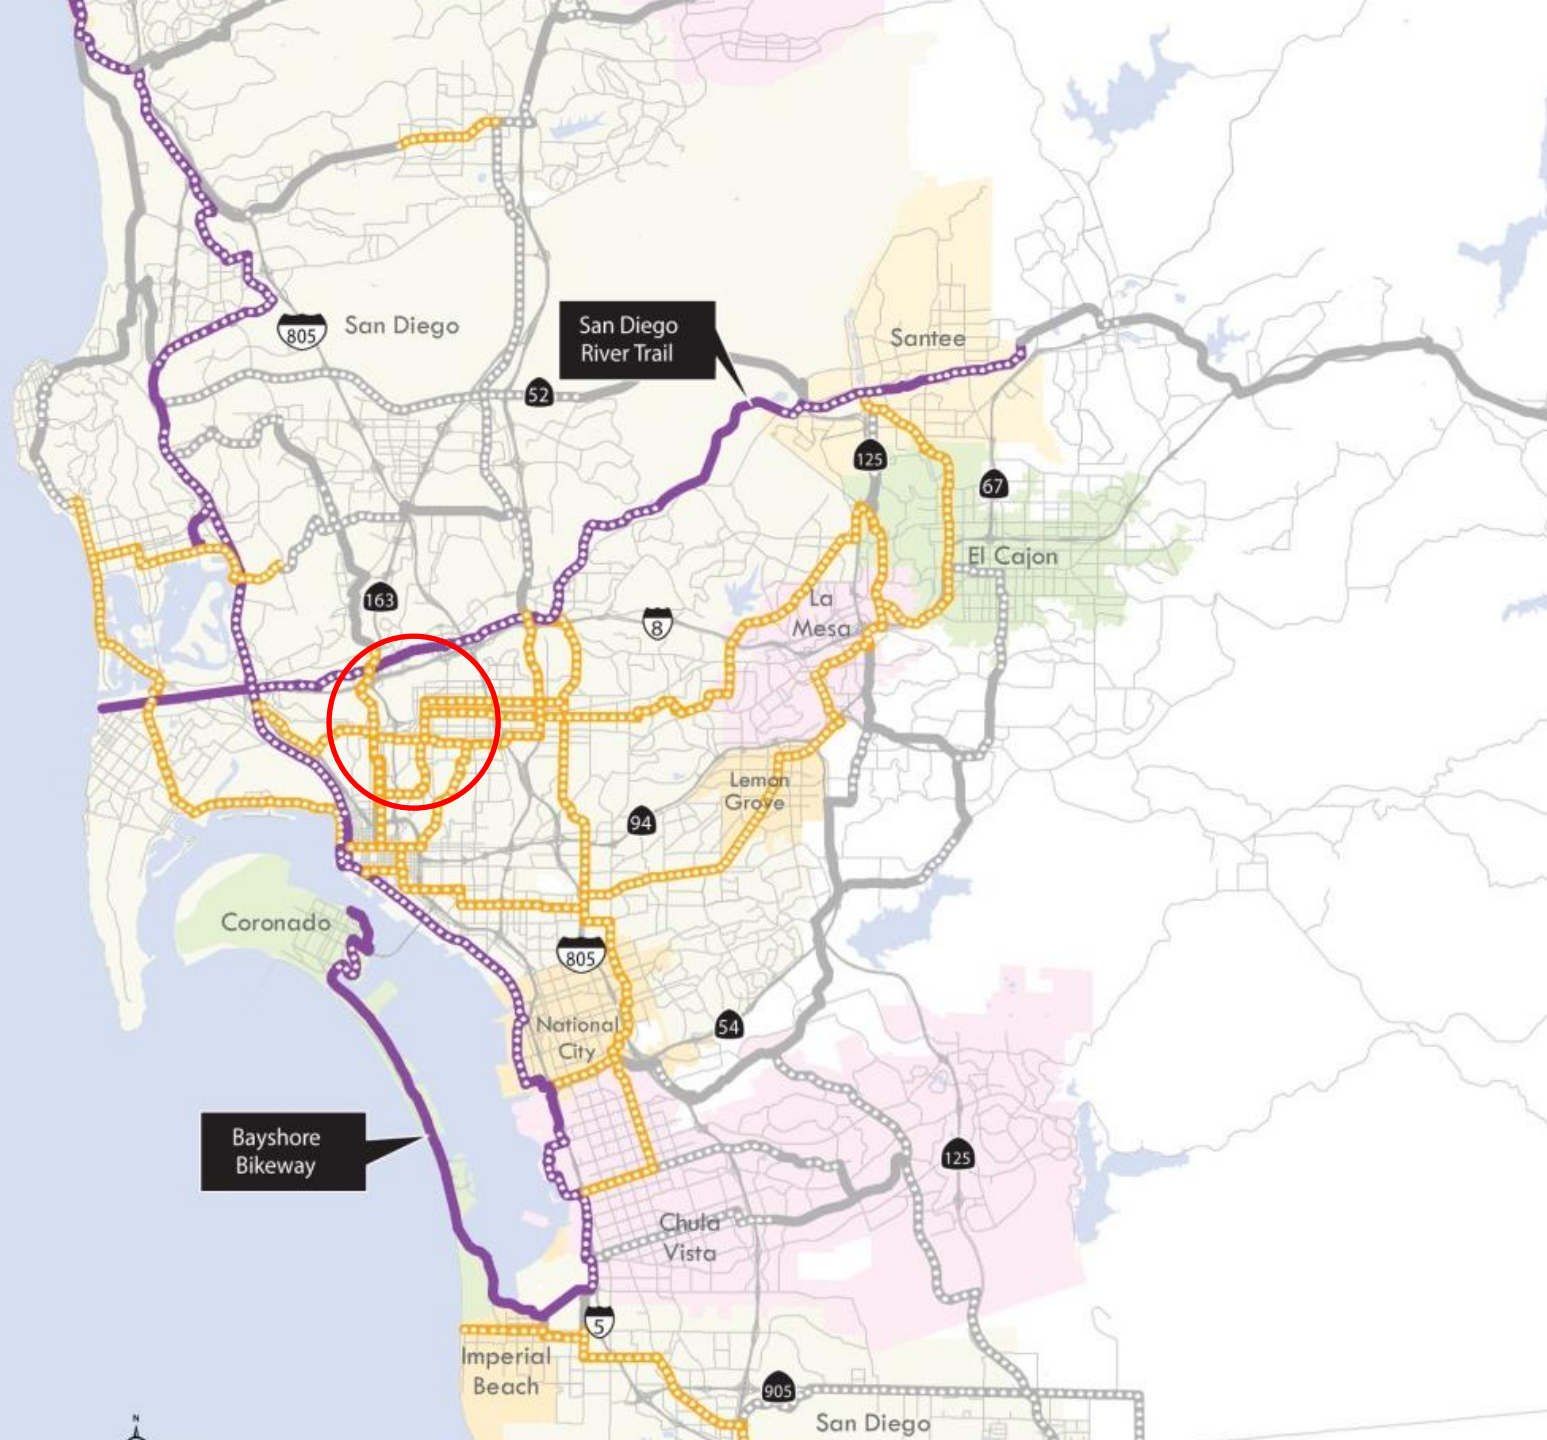 805
San Diego
San Diego
River Trail
Santee
52
125
67
El Cajon
163
La
Mesa
8
Lemon
Grove
94
Coronado
805
National
City
54
Bayshore
Bikeway
125
Chula
Vista
5
Imperial
Beach
905
San Diego
N